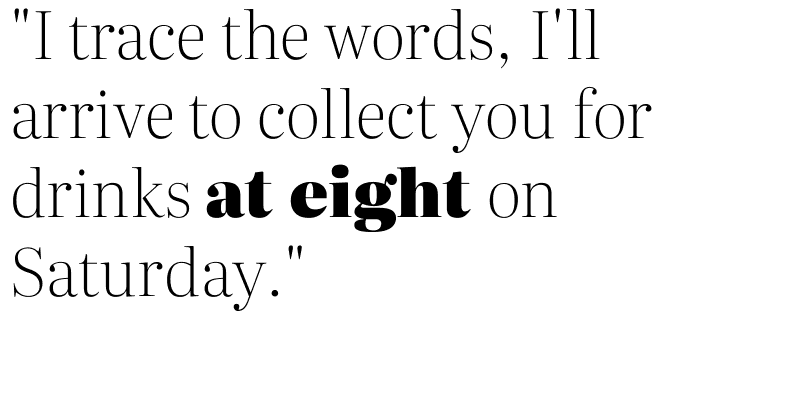 "I trace the words, I'll
arrive to collect you for
drinks at eight on
Saturday."